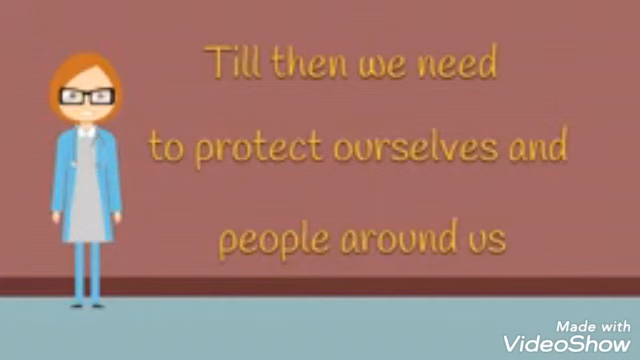 Till then we need
to protect ourselves and
people around us
Made with
VideoShow